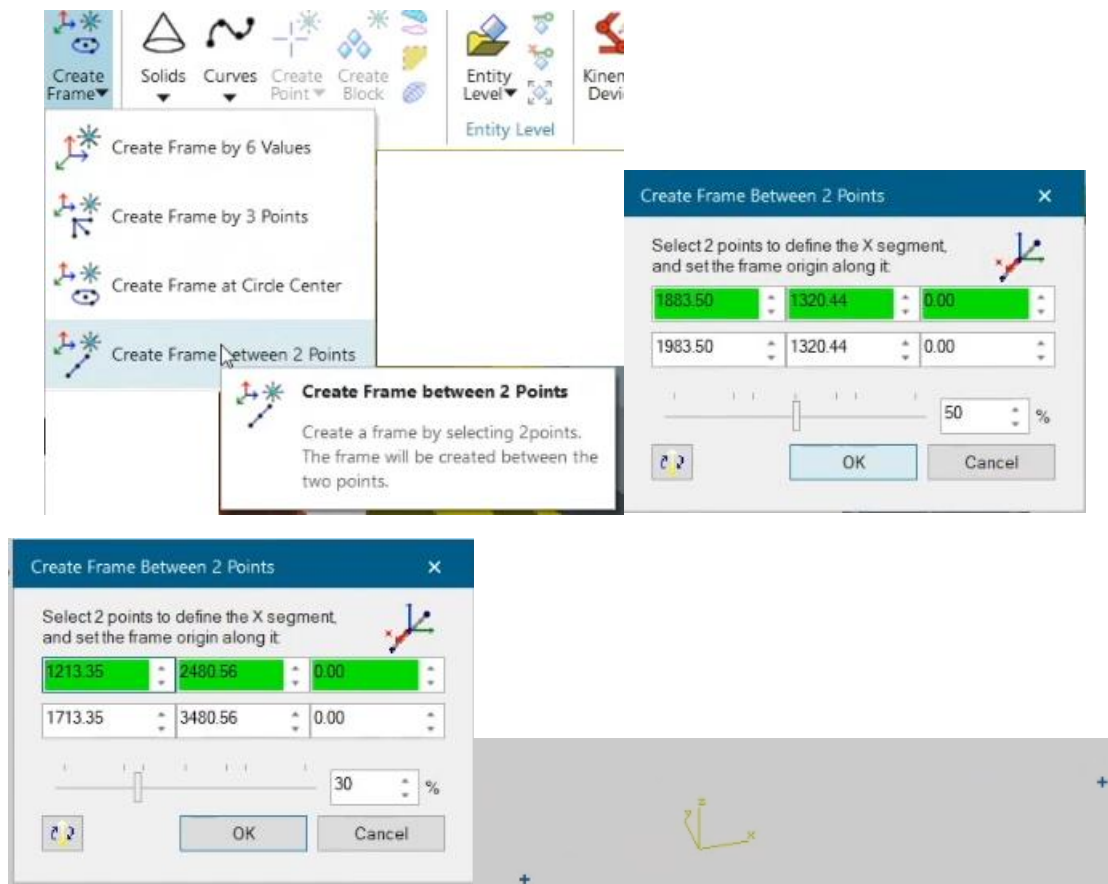 Create
Frame▼
Solids
Curves
Create
Point
Create
Block
Entity
Level▼
Entity Level
Create Frame by 6 Values
Create Frame by 3 Points
Create Frame at Circle Center
Create Frame between 2 Points
Create Frame between 2 Points
Create a frame by selecting 2points.
The frame will be created between the
two points.
Create Frame Between 2 Points
Select 2 points to define the X segment,
and set the frame origin along it:
1883.50 1320.44 0.00
1983.50 1320.44 0.00
50 %
OK Cancel
Create Frame Between 2 Points
Select 2 points to define the X segment,
and set the frame origin along it:
1213.35 2480.56 0.00
1713.35 3480.56 0.00
30 %
OK Cancel
z
y
x